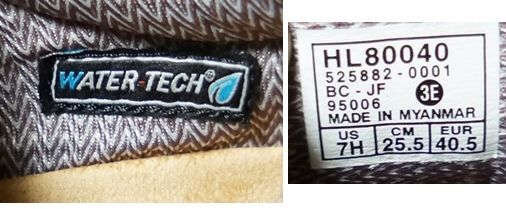 WATER-TECH®
HL80040
525882-0001
BC-JF 3E
95006
MADE IN MYANMAR
US CM EUR
7H 25.5 40.5